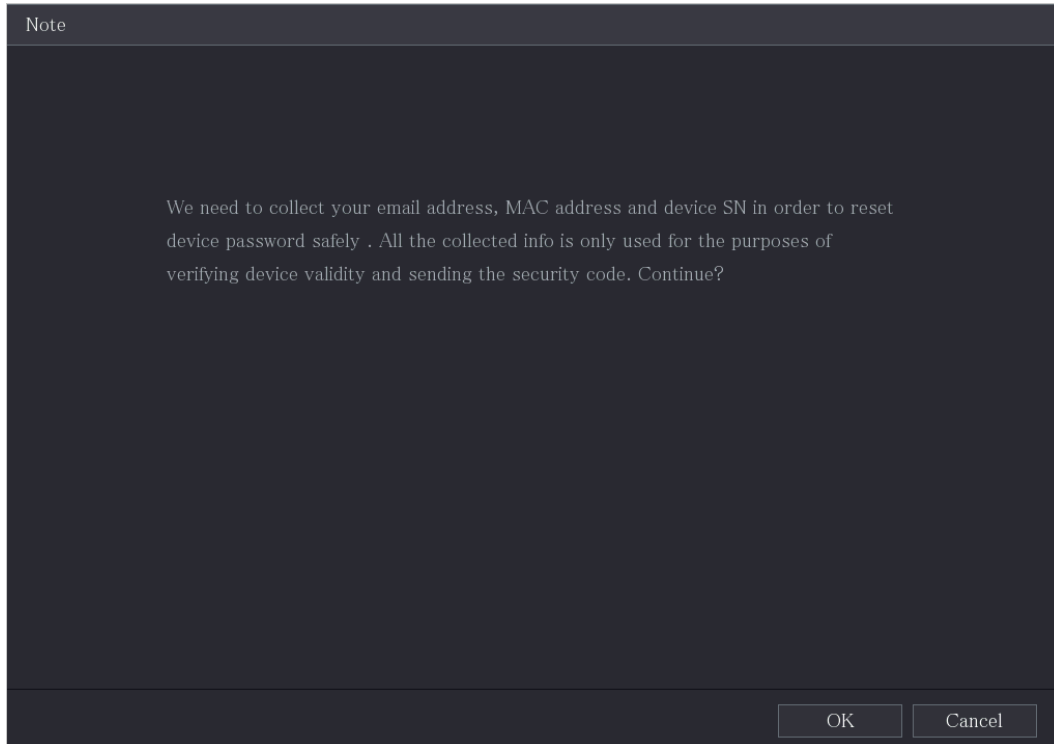 Note
We need to collect your email address, MAC address and device SN in order to reset
device password safely . All the collected info is only used for the purposes of
verifying device validity and sending the security code. Continue?
OK
Cancel